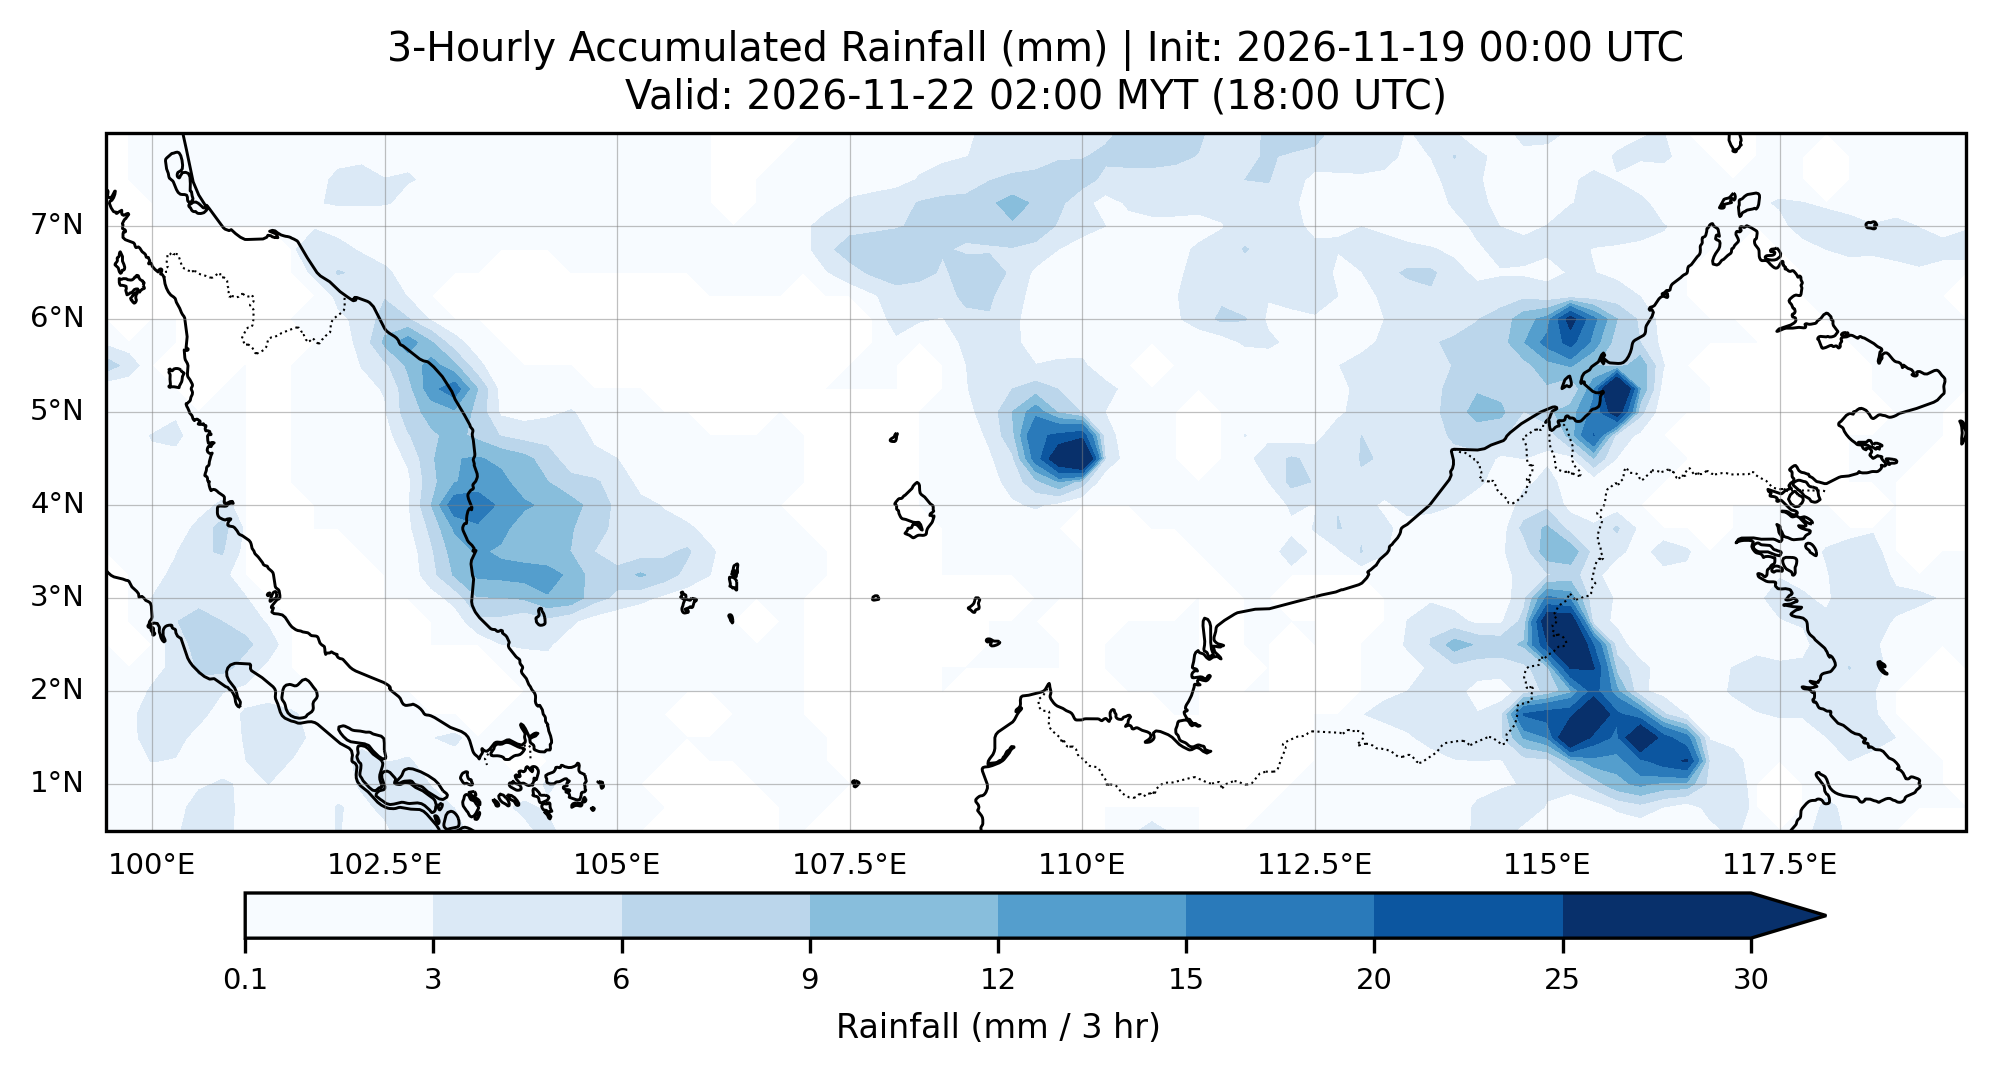 3-Hourly Accumulated Rainfall (mm) | Init: 2026-11-19 00:00 UTC
Valid: 2026-11-22 02:00 MYT (18:00 UTC)
7°N
6°N
5°N
4°N
3°N
2°N
1°N
100°E 102.5°E 105°E 107.5°E 110°E 112.5°E 115°E 117.5°E
0.1 3 6 9 12 15 20 25 30
Rainfall (mm / 3 hr)